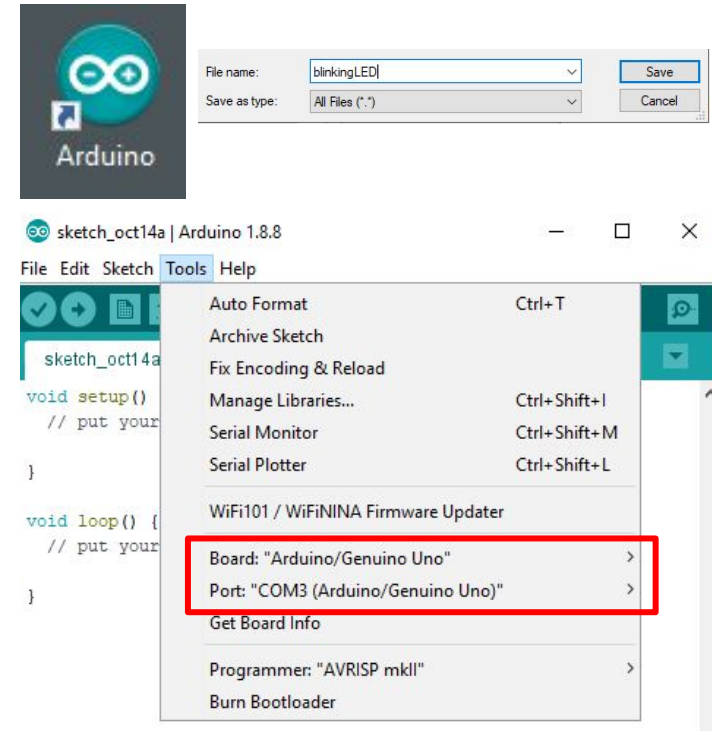 Arduino
File name: blinkingLED Save
Save as type: All Files (*.*) Cancel
sketch_oct14a | Arduino 1.8.8
File Edit Sketch Tools Help
sketch_oct14a
void setup()
// put your
}
void loop() {
// put your
}
Auto Format Ctrl+T
Archive Sketch
Fix Encoding & Reload
Manage Libraries... Ctrl+Shift+I
Serial Monitor Ctrl+Shift+M
Serial Plotter Ctrl+Shift+L
WiFi101 / WiFiNINA Firmware Updater
Board: "Arduino/Genuino Uno"
Port: "COM3 (Arduino/Genuino Uno)"
Get Board Info
Programmer: "AVRISP mkII"
Burn Bootloader